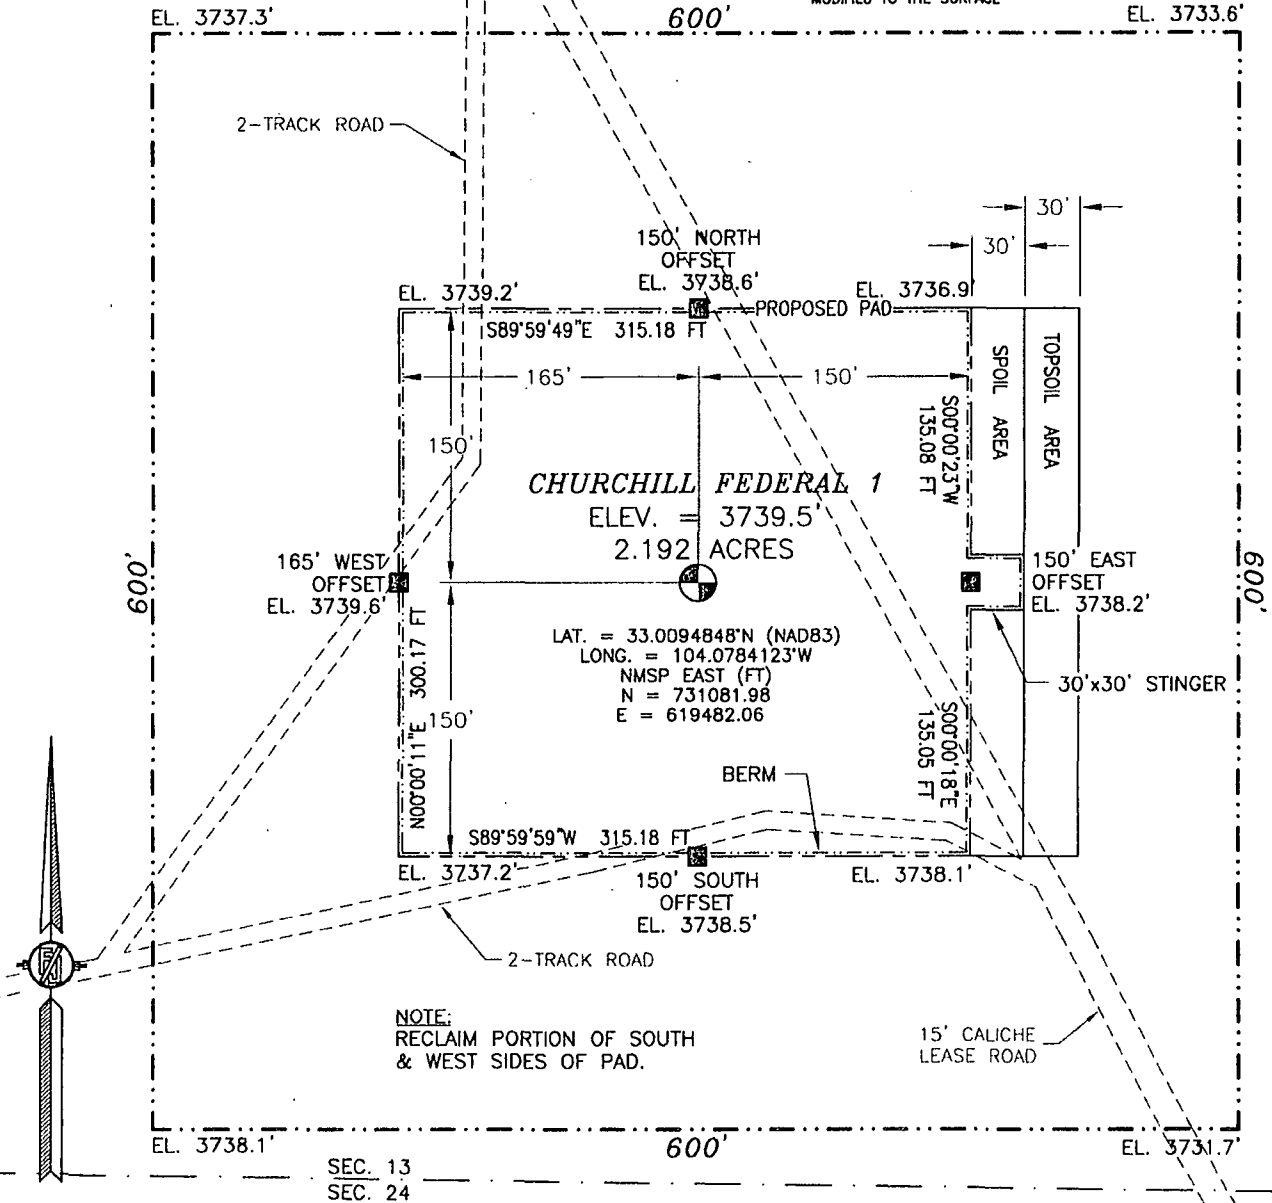 MODIFIED TO THE SURFACE
EL. 3737.3'
600'
EL. 3733.6'
2-TRACK ROAD
30'
30'
150' NORTH
OFFSET
EL. 3738.6'
EL. 3739.2'
EL. 3736.9'
PROPOSED PAD
S89°59'49"E 315.18 FT
165'
150'
SPOIL AREA
TOPSOIL AREA
S00°00'23"W
135.08 FT
150'
CHURCHILL FEDERAL 1
ELEV. = 3739.5'
2.192 ACRES
600'
165' WEST
OFFSET
EL. 3739.6'
150' EAST
OFFSET
EL. 3738.2'
600'
LAT. = 33.0094848°N (NAD83)
LONG. = 104.0784123°W
NMSP EAST (FT)
N = 731081.98
E = 619482.06
30'x30' STINGER
N00°00'11"E 300.17 FT
150'
S00°00'18"E
135.05 FT
BERM
S89°59'59"W 315.18 FT
EL. 3737.2'
EL. 3738.1'
150' SOUTH
OFFSET
EL. 3738.5'
2-TRACK ROAD
NOTE:
RECLAIM PORTION OF SOUTH
& WEST SIDES OF PAD.
15' CALICHE
LEASE ROAD
EL. 3738.1'
600'
EL. 3731.7'
SEC. 13
SEC. 24